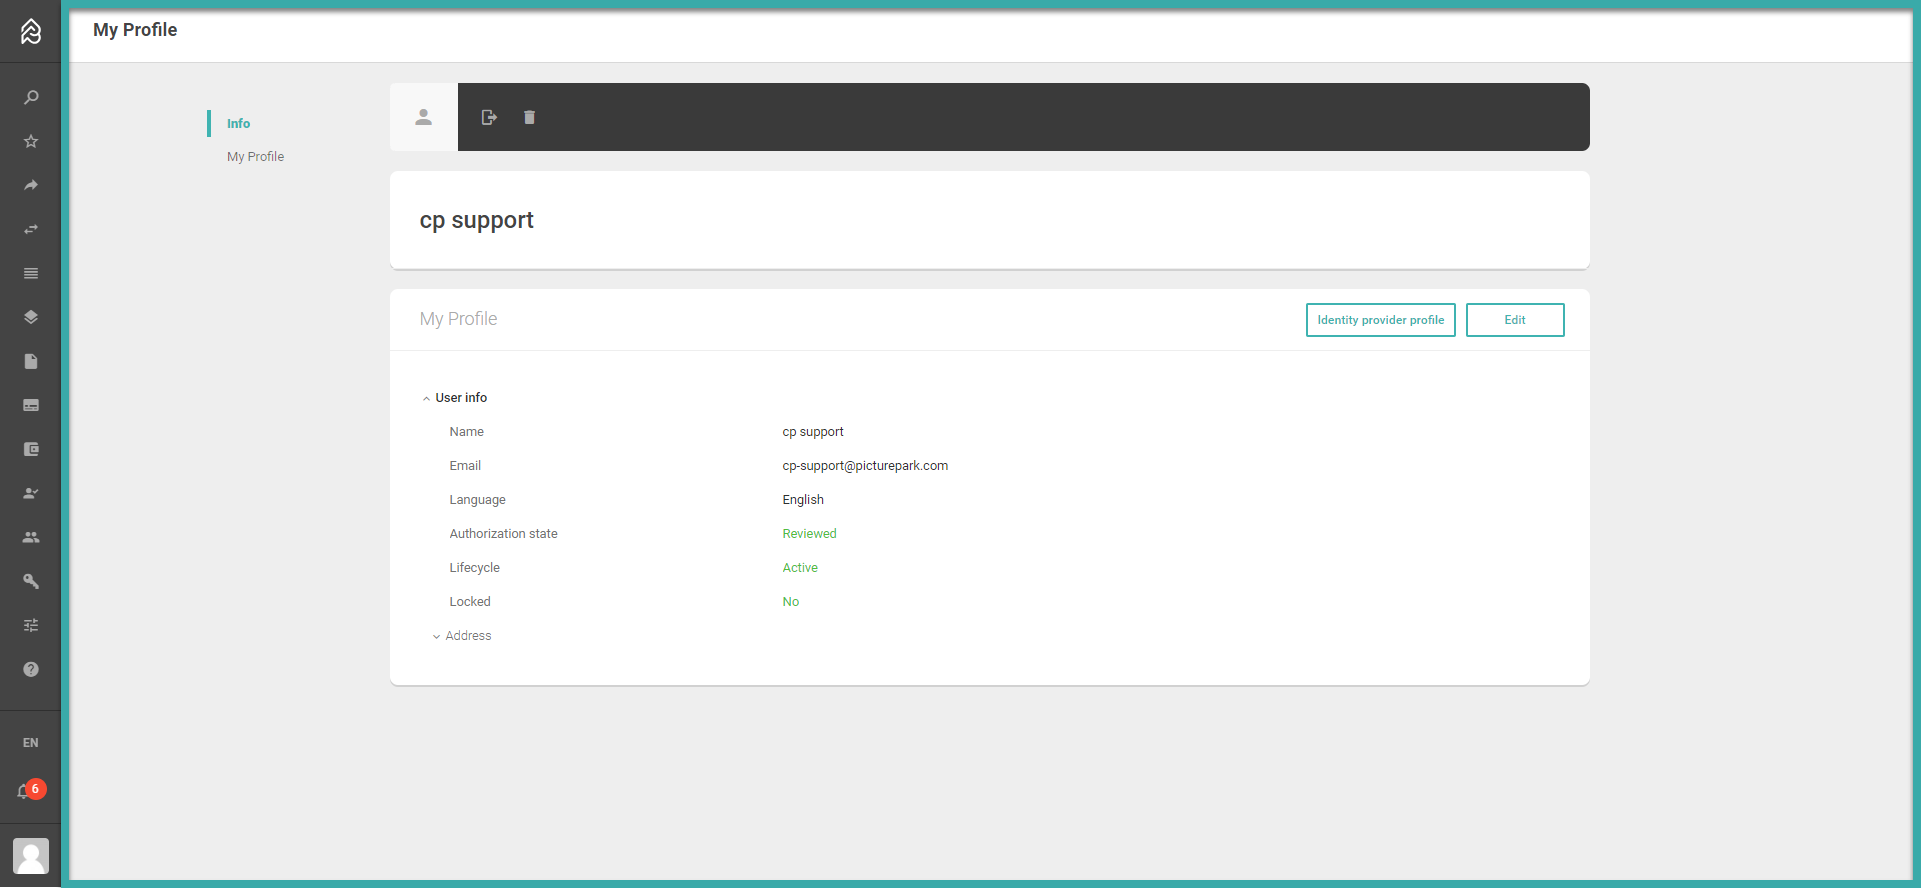 My Profile
Info
My Profile
cp support
My Profile
Identity provider profile
Edit
User info
Name
cp support
Email
cp-support@picturepark.com
Language
English
Authorization state
Reviewed
Lifecycle
Active
Locked
No
Address
EN
6